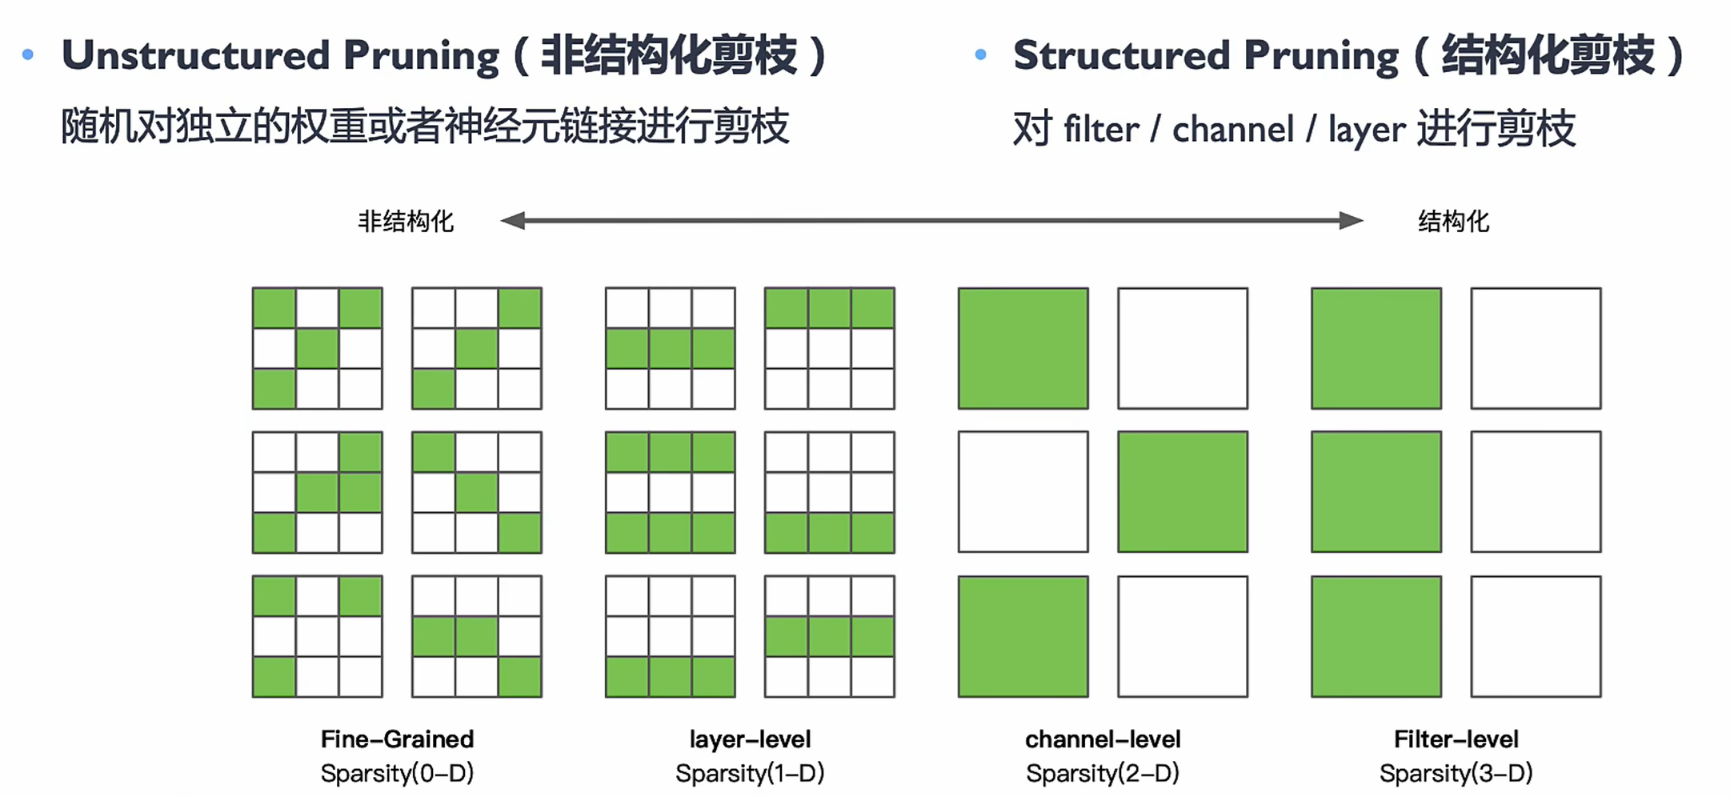 • Unstructured Pruning（非结构化剪枝）
随机对独立的权重或者神经元链接进行剪枝
• Structured Pruning（结构化剪枝）
对 filter / channel / layer 进行剪枝
非结构化
结构化
Fine-Grained
Sparsity(0-D)
layer-level
Sparsity(1-D)
channel-level
Sparsity(2-D)
Filter-level
Sparsity(3-D)